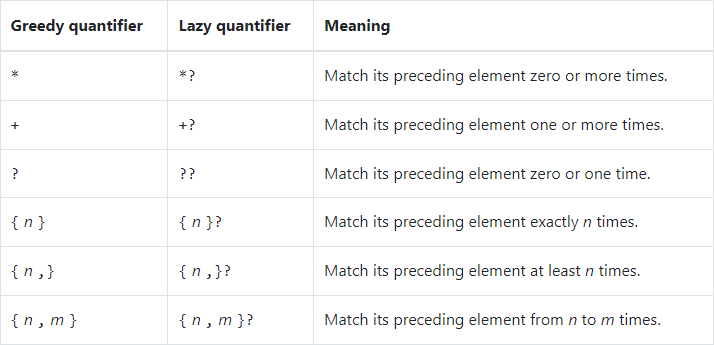 Greedy quantifier Lazy quantifier Meaning
* *? Match its preceding element zero or more times.
+ +? Match its preceding element one or more times.
? ?? Match its preceding element zero or one time.
{ n } { n }? Match its preceding element exactly n times.
{ n ,} { n ,}? Match its preceding element at least n times.
{ n , m } { n , m }? Match its preceding element from n to m times.